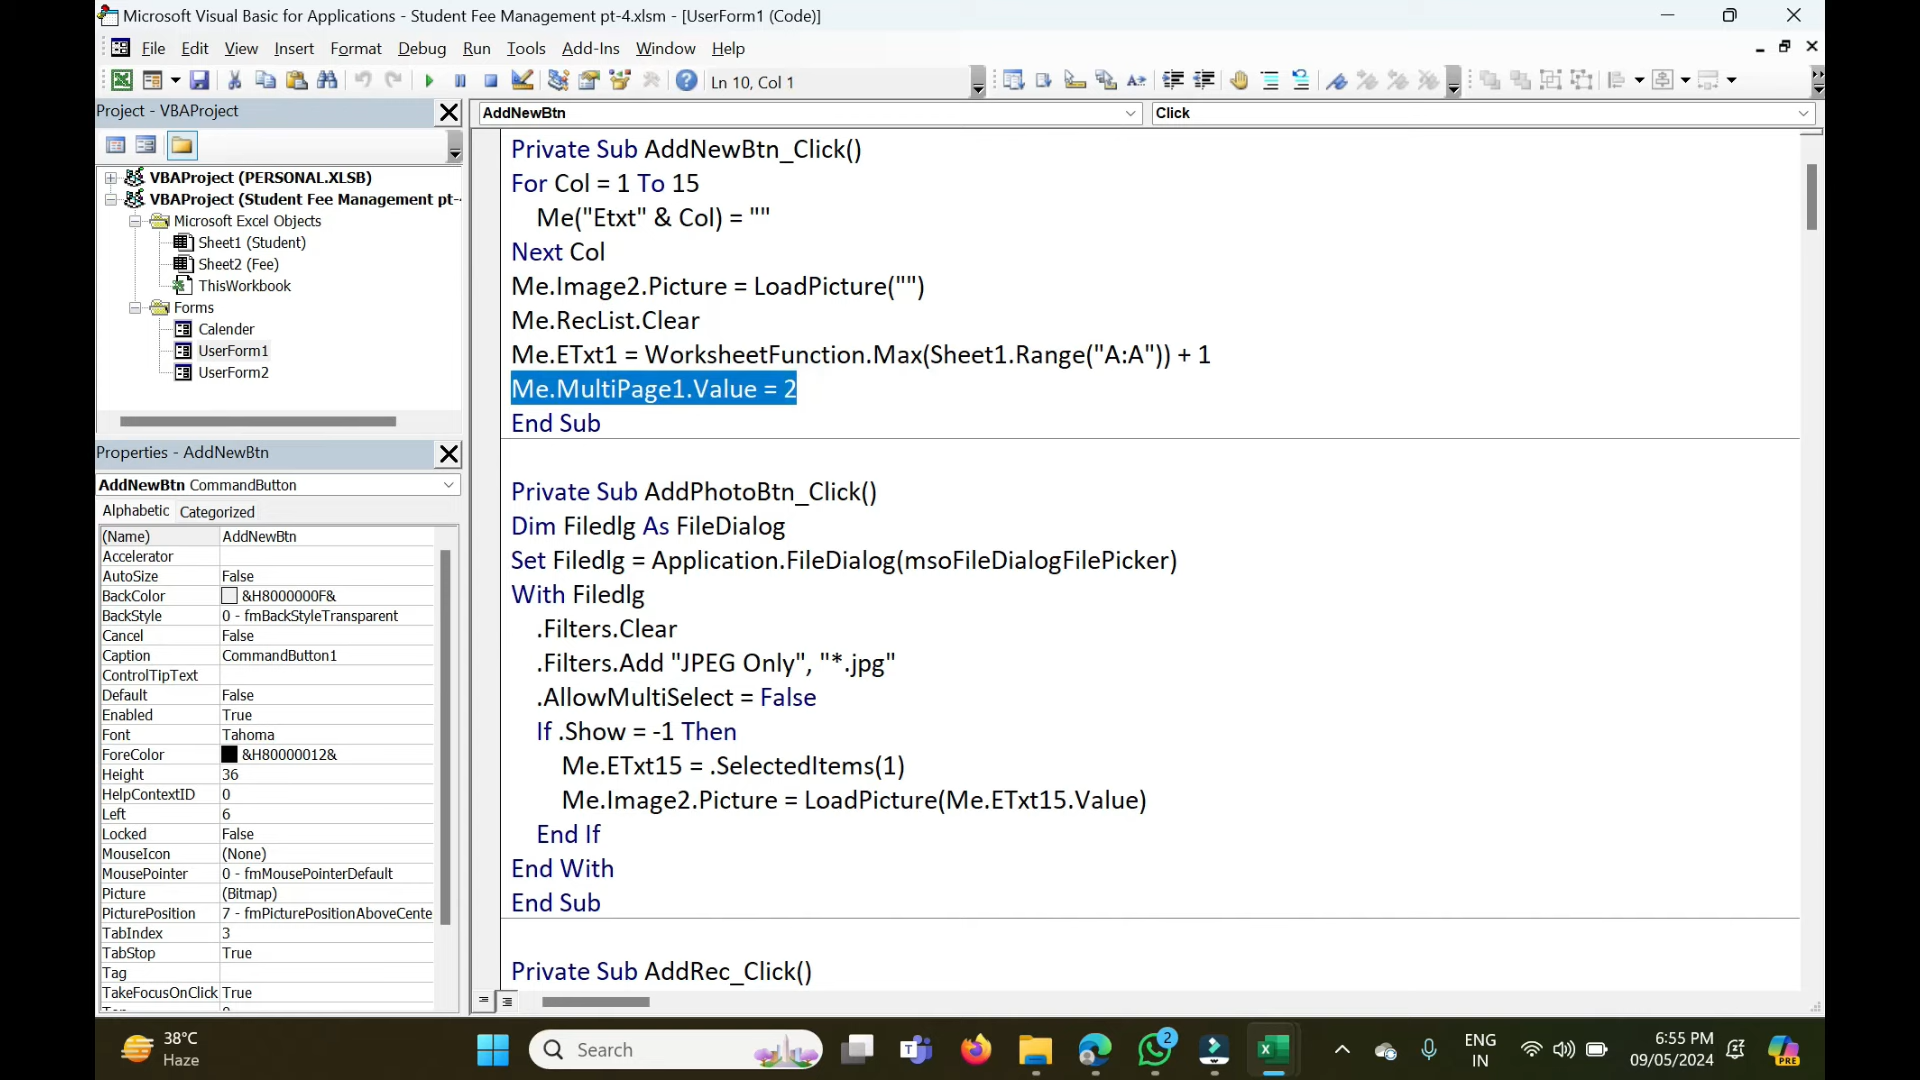 Microsoft Visual Basic for Applications - Student Fee Management pt-4.xlsm - [UserForm1 (Code)]
File Edit View Insert Format Debug Run Tools Add-Ins Window Help
Ln 10, Col 1
Project - VBAProject
VBAProject (PERSONAL.XLSB)
VBAProject (Student Fee Management pt-
Microsoft Excel Objects
Sheet1 (Student)
Sheet2 (Fee)
ThisWorkbook
Forms
Calender
UserForm1
UserForm2
Properties - AddNewBtn
AddNewBtn CommandButton
Alphabetic Categorized
(Name) AddNewBtn
Accelerator
AutoSize False
BackColor &H8000000F&
BackStyle 0 - fmBackStyleTransparent
Cancel False
Caption CommandButton1
ControlTipText
Default False
Enabled True
Font Tahoma
ForeColor &H80000012&
Height 36
HelpContextID 0
Left 6
Locked False
MouseIcon (None)
MousePointer 0 - fmMousePointerDefault
Picture (Bitmap)
PicturePosition 7 - fmPicturePositionAboveCente
TabIndex 3
TabStop True
Tag
TakeFocusOnClick True
AddNewBtn Click
Private Sub AddNewBtn_Click()
For Col = 1 To 15
Me("Etxt" & Col) = ""
Next Col
Me.Image2.Picture = LoadPicture("")
Me.RecList.Clear
Me.ETxt1 = WorksheetFunction.Max(Sheet1.Range("A:A")) + 1
Me.MultiPage1.Value = 2
End Sub
Private Sub AddPhotoBtn_Click()
Dim Filedlg As FileDialog
Set Filedlg = Application.FileDialog(msoFileDialogFilePicker)
With Filedlg
.Filters.Clear
.Filters.Add "JPEG Only", "*.jpg"
.AllowMultiSelect = False
If .Show = -1 Then
Me.ETxt15 = .SelectedItems(1)
Me.Image2.Picture = LoadPicture(Me.ETxt15.Value)
End If
End With
End Sub
Private Sub AddRec_Click()
38°C
Haze
Search
2
ENG
IN
6:55 PM
09/05/2024
PRE